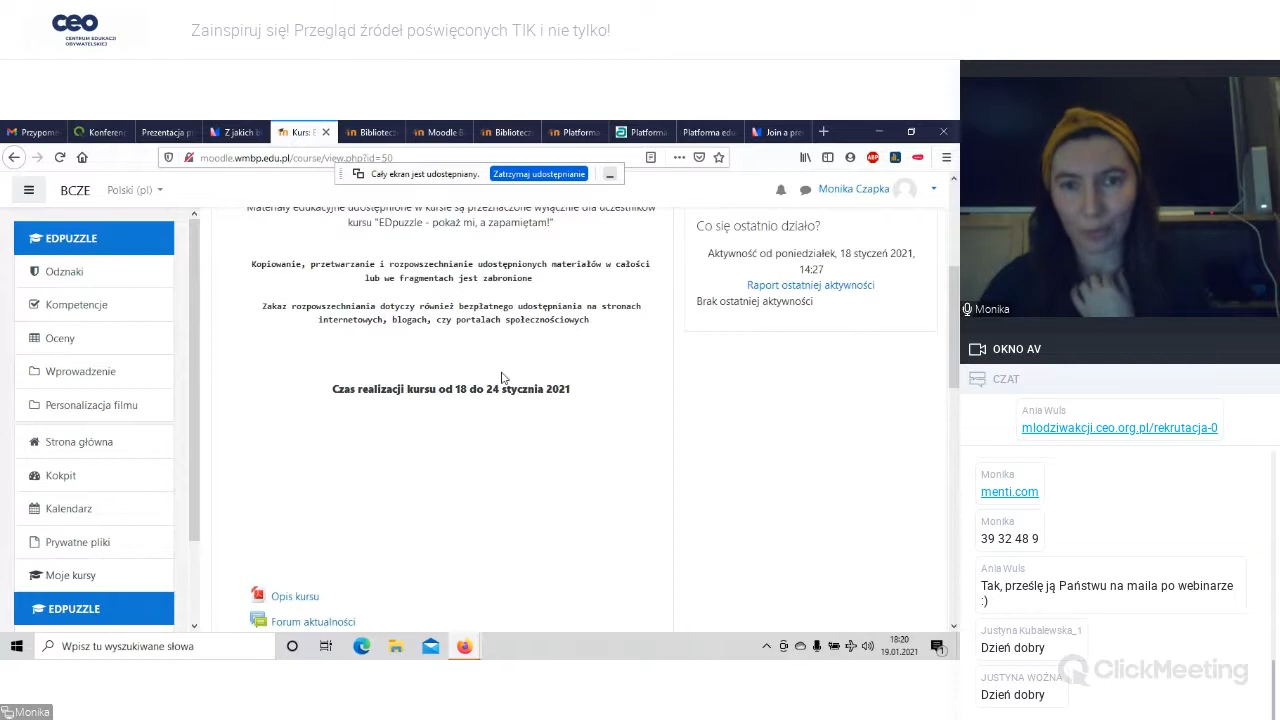 ceo
CENTRUM EDUKACJI
OBYWATELSKIEJ
Zainspiruj się! Przegląd źródeł poświęconych TIK i nie tylko!
Przypom
Konferenc
Prezentacja p
Z jakich b
Kurs: E
Bibliotecz
Moodle B
Bibliotecz
Platforma
Platforma
Platforma edu
Join a pre
moodle.wmbp.edu.pl/course/view.php?id=50
Cały ekran jest udostępniany.
Zatrzymaj udostępnianie
BCZE
Polski (pl)
Monika Czapka
EDPUZZLE
Odznaki
Kompetencje
Oceny
Wprowadzenie
Personalizacja filmu
Strona główna
Kokpit
Kalendarz
Prywatne pliki
Moje kursy
EDPUZZLE
Materiały edukacyjne udostępnione w kursie są przeznaczone wyłącznie dla uczestników
kursu "EDpuzzle - pokaż mi, a zapamiętam!"
Kopiowanie, przetwarzanie i rozpowszechnianie udostępnionych materiałów w całości
lub we fragmentach jest zabronione
Zakaz rozpowszechniania dotyczy również bezpłatnego udostępniania na stronach
internetowych, blogach, czy portalach społecznościowych
Czas realizacji kursu od 18 do 24 stycznia 2021
Opis kursu
Forum aktualności
Co się ostatnio działo?
Aktywność od poniedziałek, 18 styczeń 2021,
14:27
Raport ostatniej aktywności
Brak ostatniej aktywności
Wpisz tu wyszukiwane słowa
18:20
19.01.2021
1
Monika
Monika
OKNO AV
CZAT
Ania Wuls
mlodziwakcji.ceo.org.pl/rekrutacja-0
Monika
menti.com
Monika
39 32 48 9
Ania Wuls
Tak, prześlę ją Państwu na maila po webinarze
:)
Justyna Kubalewska_1
Dzień dobry
JUSTYNA WOŹNA
Dzień dobry
ClickMeeting